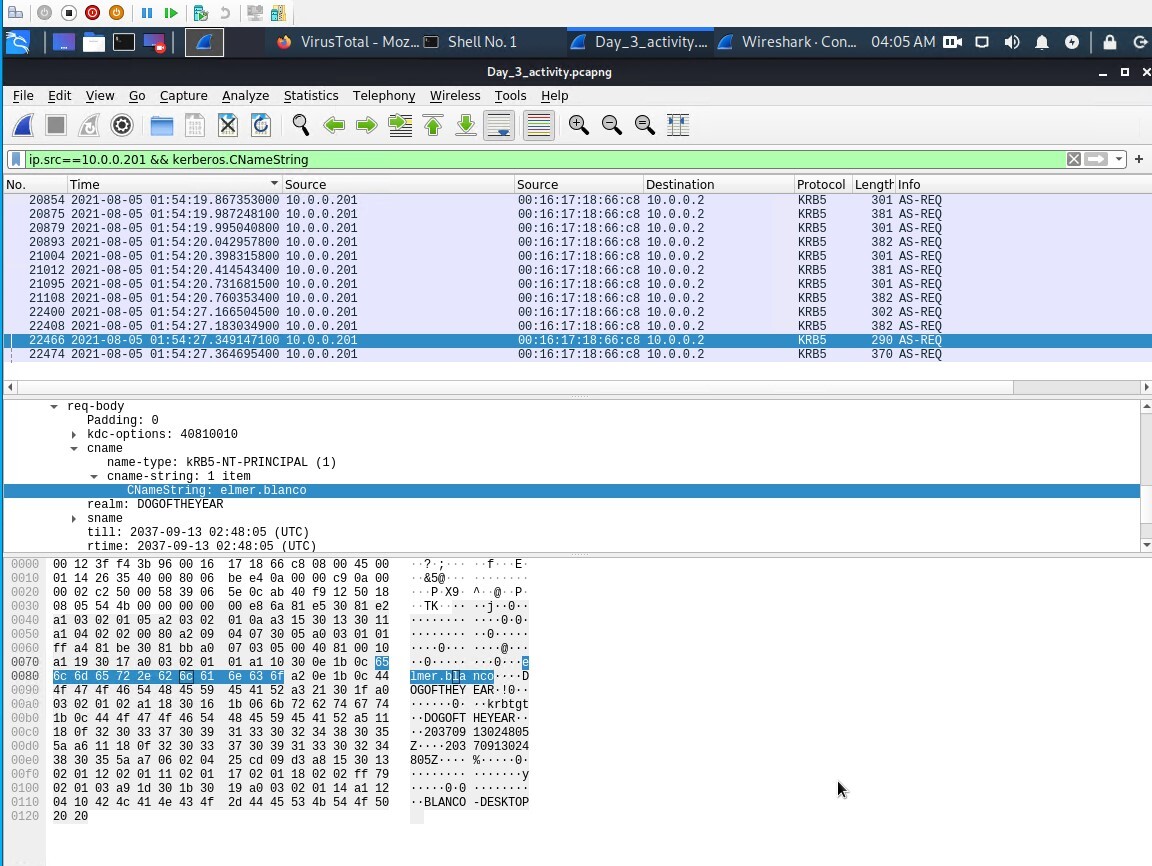 VirusTotal - Moz... Shell No. 1 Day_3_activity.... Wireshark · Con... 04:05 AM
Day_3_activity.pcapng
File Edit View Go Capture Analyze Statistics Telephony Wireless Tools Help
ip.src==10.0.0.201 && kerberos.CNameString
No. Time Source Source Destination Protocol Length Info
20854 2021-08-05 01:54:19.867353000 10.0.0.201 00:16:17:18:66:c8 10.0.0.2 KRB5 301 AS-REQ
20875 2021-08-05 01:54:19.987248100 10.0.0.201 00:16:17:18:66:c8 10.0.0.2 KRB5 381 AS-REQ
20879 2021-08-05 01:54:19.995040800 10.0.0.201 00:16:17:18:66:c8 10.0.0.2 KRB5 301 AS-REQ
20893 2021-08-05 01:54:20.042957800 10.0.0.201 00:16:17:18:66:c8 10.0.0.2 KRB5 382 AS-REQ
21004 2021-08-05 01:54:20.398315800 10.0.0.201 00:16:17:18:66:c8 10.0.0.2 KRB5 301 AS-REQ
21012 2021-08-05 01:54:20.414543400 10.0.0.201 00:16:17:18:66:c8 10.0.0.2 KRB5 381 AS-REQ
21095 2021-08-05 01:54:20.731681500 10.0.0.201 00:16:17:18:66:c8 10.0.0.2 KRB5 301 AS-REQ
21108 2021-08-05 01:54:20.760353400 10.0.0.201 00:16:17:18:66:c8 10.0.0.2 KRB5 382 AS-REQ
22400 2021-08-05 01:54:27.166504500 10.0.0.201 00:16:17:18:66:c8 10.0.0.2 KRB5 302 AS-REQ
22408 2021-08-05 01:54:27.183034900 10.0.0.201 00:16:17:18:66:c8 10.0.0.2 KRB5 382 AS-REQ
22466 2021-08-05 01:54:27.349147100 10.0.0.201 00:16:17:18:66:c8 10.0.0.2 KRB5 290 AS-REQ
22474 2021-08-05 01:54:27.364695400 10.0.0.201 00:16:17:18:66:c8 10.0.0.2 KRB5 370 AS-REQ
req-body
Padding: 0
kdc-options: 40810010
cname
name-type: kRB5-NT-PRINCIPAL (1)
cname-string: 1 item
CNameString: elmer.blanco
realm: DOGOFTHEYEAR
sname
till: 2037-09-13 02:48:05 (UTC)
rtime: 2037-09-13 02:48:05 (UTC)
0000 00 12 3f f4 3b 96 00 16 17 18 66 c8 08 00 45 00 ··?·;··· ··f···E·
0010 01 14 26 35 40 00 80 06 be e4 0a 00 00 c9 0a 00 ··&5@··· ········
0020 00 02 c2 50 00 58 39 06 5e 0c ab 40 f9 12 50 18 ···P·X9· ^··@··P·
0030 08 05 54 4b 00 00 00 00 00 e8 6a 81 e5 30 81 e2 ··TK···· ··j··0··
0040 a1 03 02 01 05 a2 03 02 01 0a a3 15 30 13 30 11 ········ ····0·0·
0050 a1 04 02 02 00 80 a2 09 04 07 30 05 a0 03 01 01 ········ ··0·····
0060 ff a4 81 be 30 81 bb a0 07 03 05 00 40 81 00 10 ····0··· ····@···
0070 a1 19 30 17 a0 03 02 01 01 a1 10 30 0e 1b 0c 65 ··0····· ···0···e
0080 6c 6d 65 72 2e 62 6c 61 6e 63 6f a2 0e 1b 0c 44 lmer.bla nco····D
0090 4f 47 4f 46 54 48 45 59 45 41 52 a3 21 30 1f a0 OGOFTHEY EAR·!0··
00a0 03 02 01 02 a1 18 30 16 1b 06 6b 72 62 74 67 74 ······0· ··krbtgt
00b0 1b 0c 44 4f 47 4f 46 54 48 45 59 45 41 52 a5 11 ··DOGOFT HEYEAR··
00c0 18 0f 32 30 33 37 30 39 31 33 30 32 34 38 30 35 ··203709 13024805
00d0 5a a6 11 18 0f 32 30 33 37 30 39 31 33 30 32 34 Z····203 70913024
00e0 38 30 35 5a a7 06 02 04 25 cd 09 d3 a8 15 30 13 805Z···· %·····0·
00f0 02 01 12 02 01 11 02 01 17 02 01 18 02 02 ff 79 ········ ·······y
0100 02 01 03 a9 1d 30 1b 30 19 a0 03 02 01 14 a1 12 ·····0·0 ········
0110 04 10 42 4c 41 4e 43 4f 2d 44 45 53 4b 54 4f 50 ··BLANCO -DESKTOP
0120 20 20